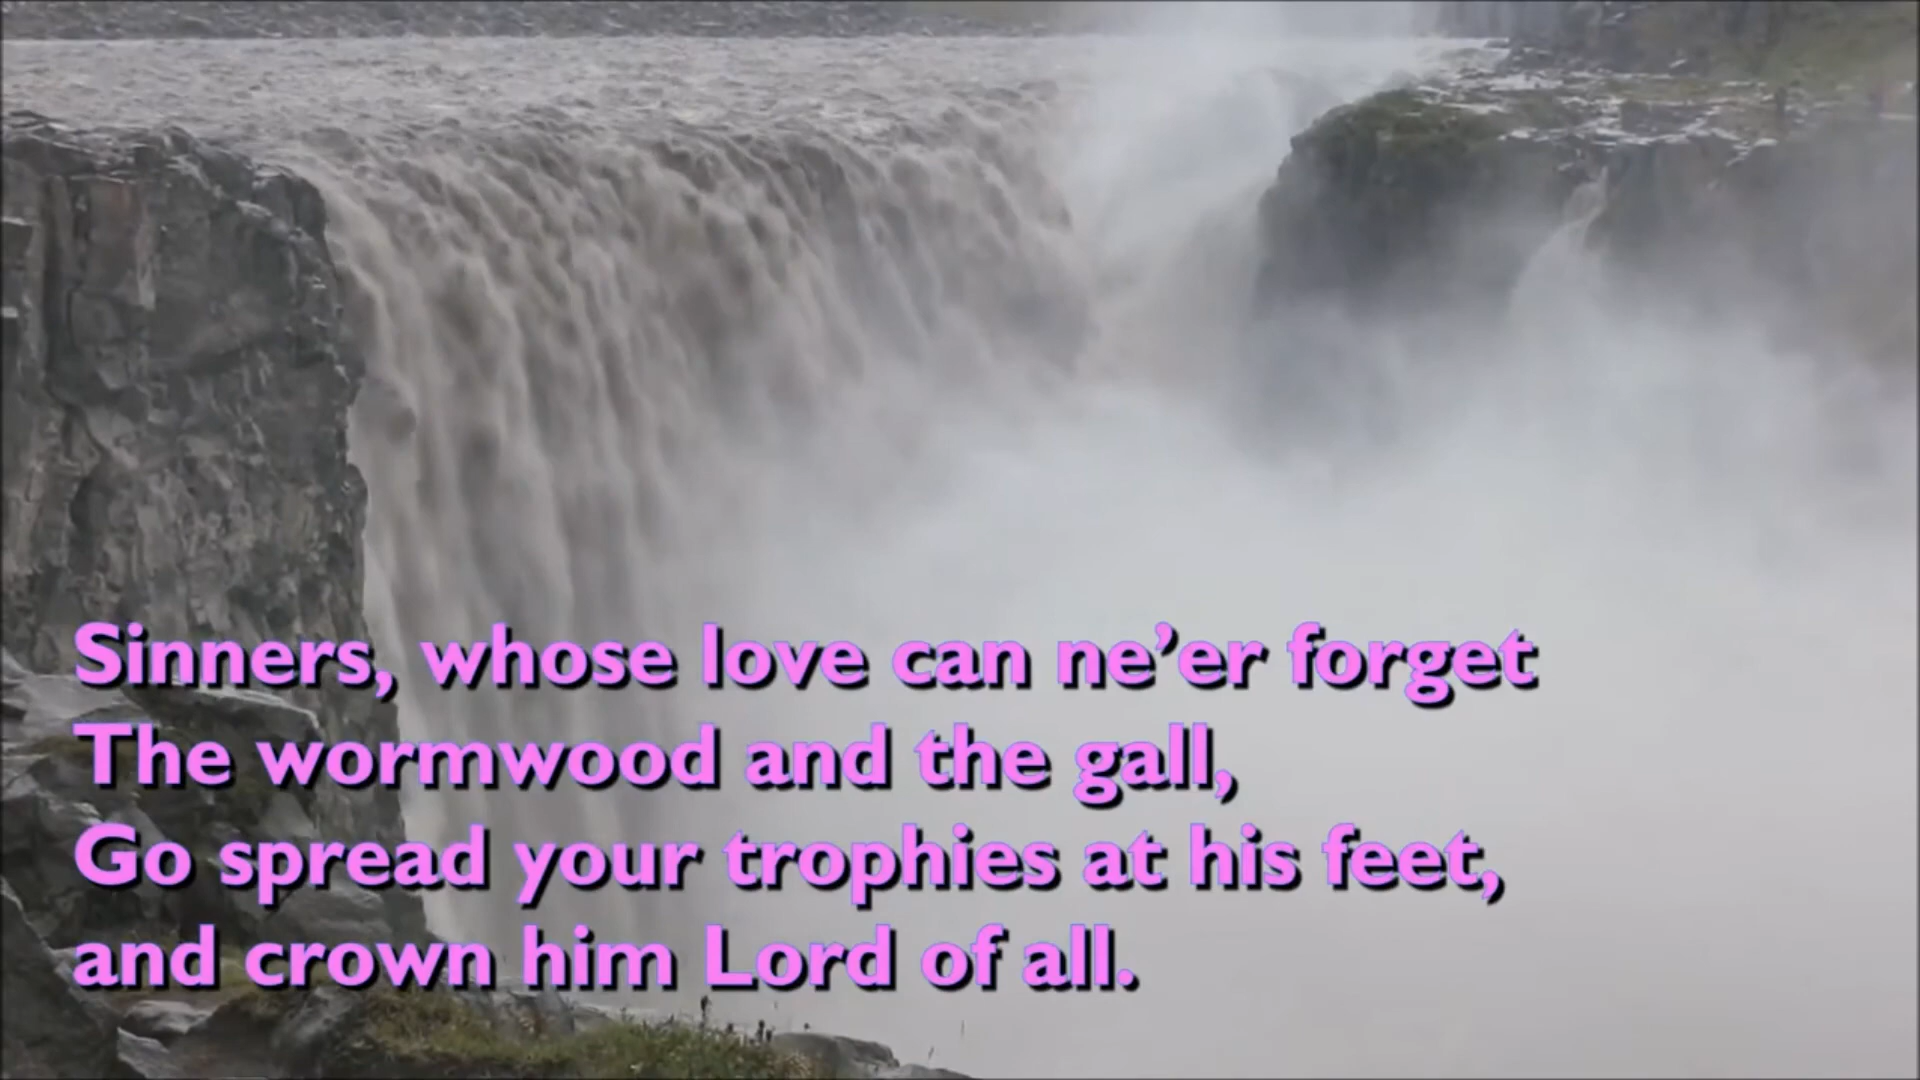 Sinners, whose love can ne’er forget
The wormwood and the gall,
Go spread your trophies at his feet,
and crown him Lord of all.